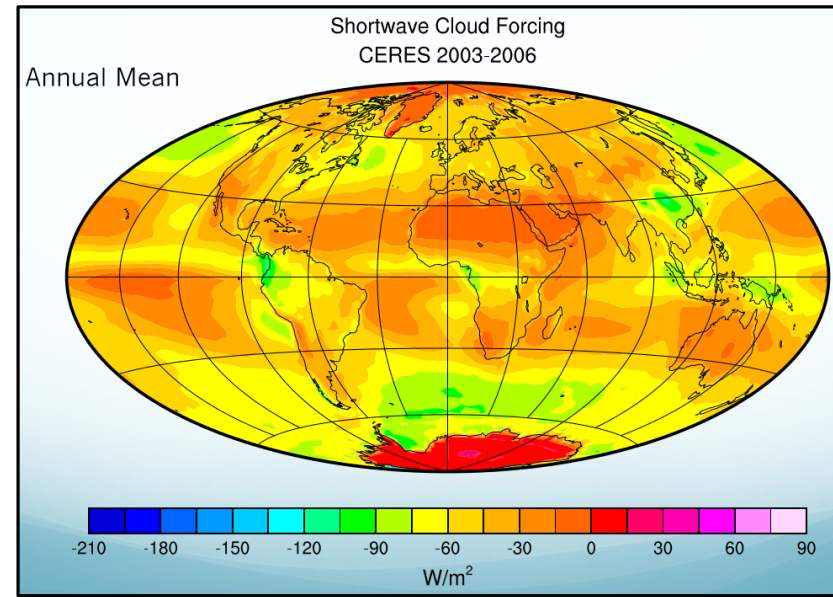 Shortwave Cloud Forcing
CERES 2003-2006
Annual Mean
-210 -180 -150 -120 -90 -60 -30 0 30 60 90
W/m²